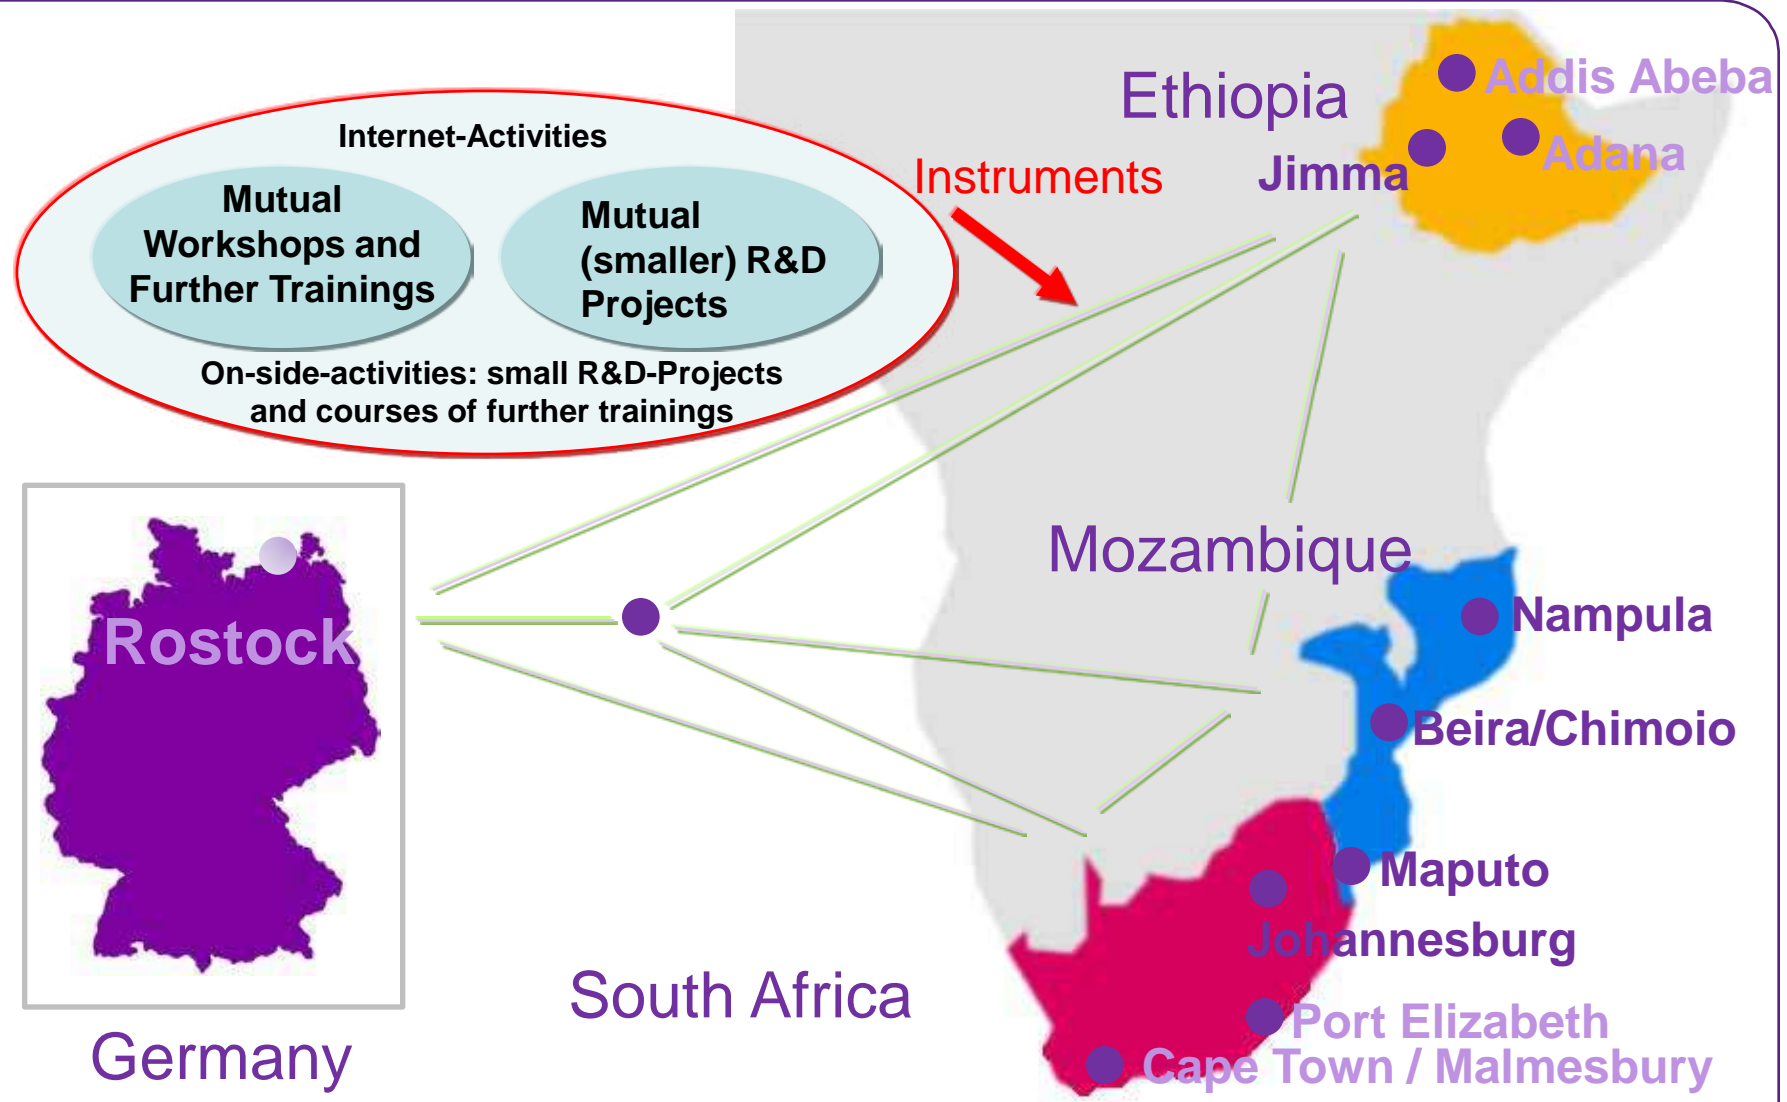 Internet-Activities
Mutual
Workshops and
Further Trainings
Mutual
(smaller) R&D
Projects
On-side-activities: small R&D-Projects
and courses of further trainings
Instruments
Ethiopia
Addis Abeba
Adana
Jimma
Mozambique
Nampula
Beira/Chimoio
Maputo
Johannesburg
South Africa
Port Elizabeth
Cape Town / Malmesbury
Rostock
Germany